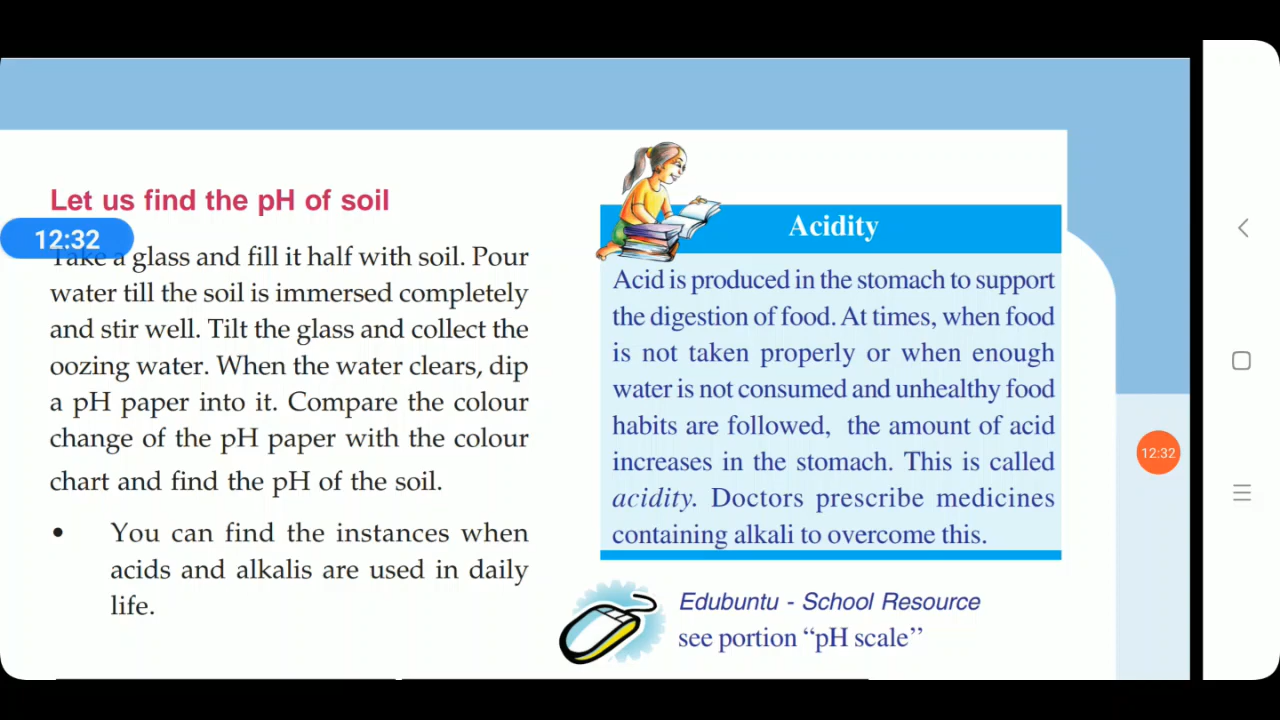 Let us find the pH of soil
12:32
Take a glass and fill it half with soil. Pour
water till the soil is immersed completely
and stir well. Tilt the glass and collect the
oozing water. When the water clears, dip
a pH paper into it. Compare the colour
change of the pH paper with the colour
chart and find the pH of the soil.
• You can find the instances when
acids and alkalis are used in daily
life.
Acidity
Acid is produced in the stomach to support
the digestion of food. At times, when food
is not taken properly or when enough
water is not consumed and unhealthy food
habits are followed, the amount of acid
increases in the stomach. This is called
acidity. Doctors prescribe medicines
containing alkali to overcome this.
Edubuntu - School Resource
see portion “pH scale’’
12:32